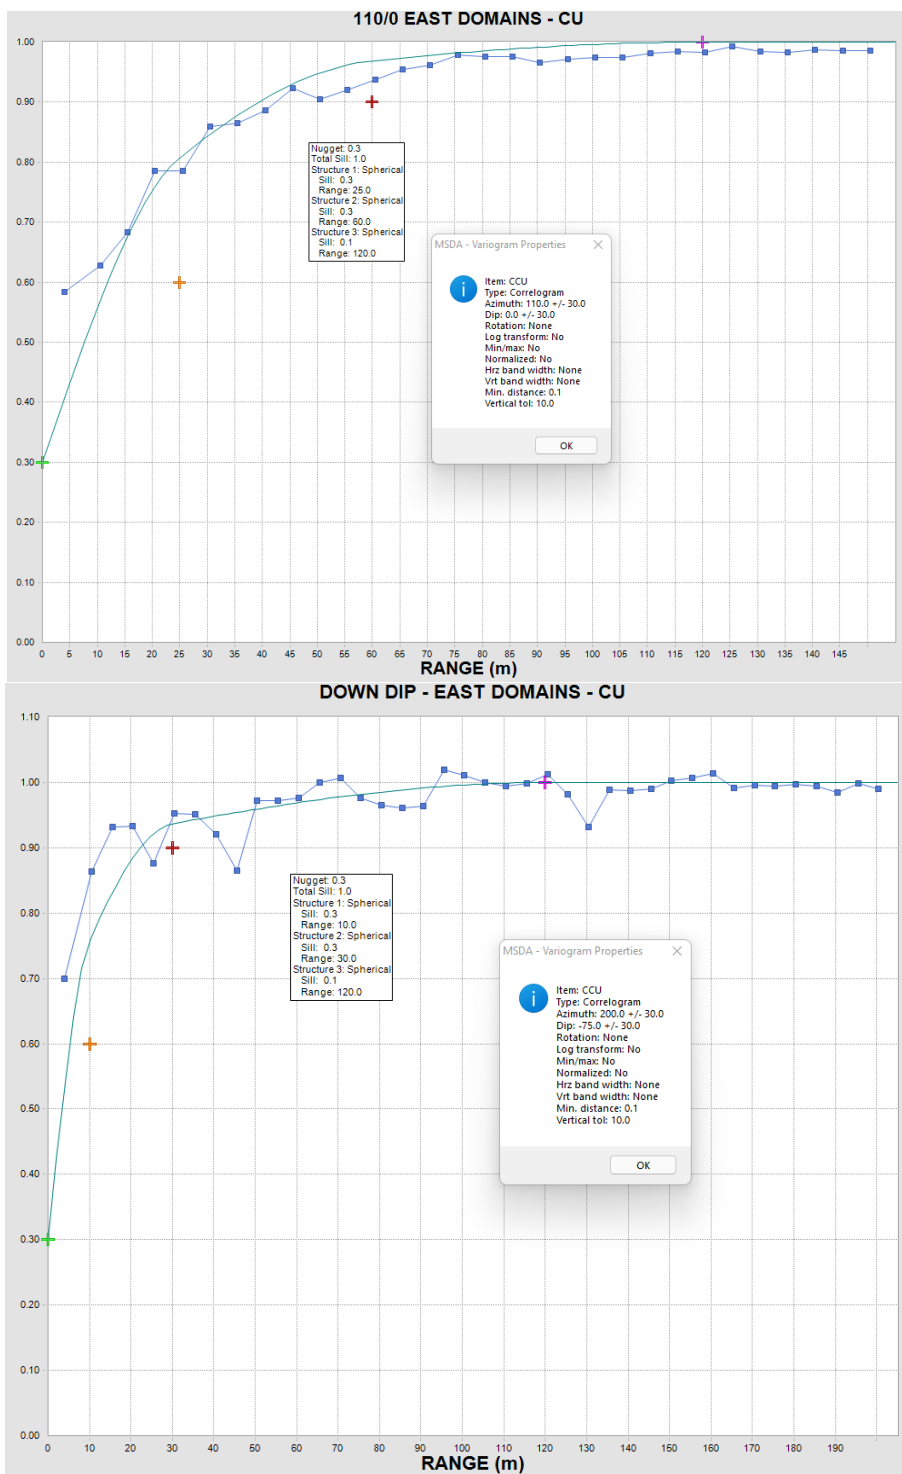 110/0 EAST DOMAINS - CU
1.00
0.90
0.80
0.70
0.60
0.50
0.40
0.30
0.20
0.10
0.00
Nugget: 0.3
Total Sill: 1.0
Structure 1: Spherical
Sill: 0.3
Range: 25.0
Structure 2: Spherical
Sill: 0.3
Range: 60.0
Structure 3: Spherical
Sill: 0.1
Range: 120.0
MSDA - Variogram Properties
Item: CCU
Type: Correlogram
Azimuth: 110.0 +/- 30.0
Dip: 0.0 +/- 30.0
Rotation: None
Log transform: No
Min/max: No
Normalized: No
Hrz band width: None
Vrt band width: None
Min. distance: 0.1
Vertical tol: 10.0
OK
0 5 10 15 20 25 30 35 40 45 50 55 60 65 70 75 80 85 90 95 100 105 110 115 120 125 130 135 140 145
RANGE (m)
DOWN DIP - EAST DOMAINS - CU
1.10
1.00
0.90
0.80
0.70
0.60
0.50
0.40
0.30
0.20
0.10
0.00
Nugget: 0.3
Total Sill: 1.0
Structure 1: Spherical
Sill: 0.3
Range: 10.0
Structure 2: Spherical
Sill: 0.3
Range: 30.0
Structure 3: Spherical
Sill: 0.1
Range: 120.0
MSDA - Variogram Properties
Item: CCU
Type: Correlogram
Azimuth: 200.0 +/- 30.0
Dip: -75.0 +/- 30.0
Rotation: None
Log transform: No
Min/max: No
Normalized: No
Hrz band width: None
Vrt band width: None
Min. distance: 0.1
Vertical tol: 10.0
OK
0 10 20 30 40 50 60 70 80 90 100 110 120 130 140 150 160 170 180 190
RANGE (m)